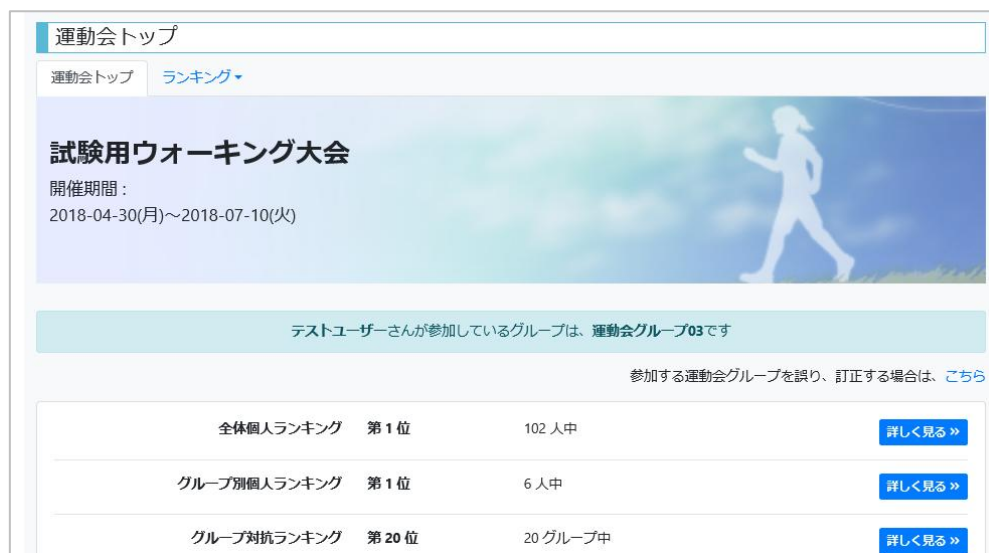 運動会トップ
運動会トップ ランキング
試験用ウォーキング大会
開催期間 :
2018-04-30(月)～2018-07-10(火)
テストユーザーさんが参加しているグループは、運動会グループ03です
参加する運動会グループを誤り、訂正する場合は、こちら
全体個人ランキング 第 1 位 102 人中 詳しく見る »
グループ別個人ランキング 第 1 位 6 人中 詳しく見る »
グループ対抗ランキング 第 20 位 20 グループ中 詳しく見る »